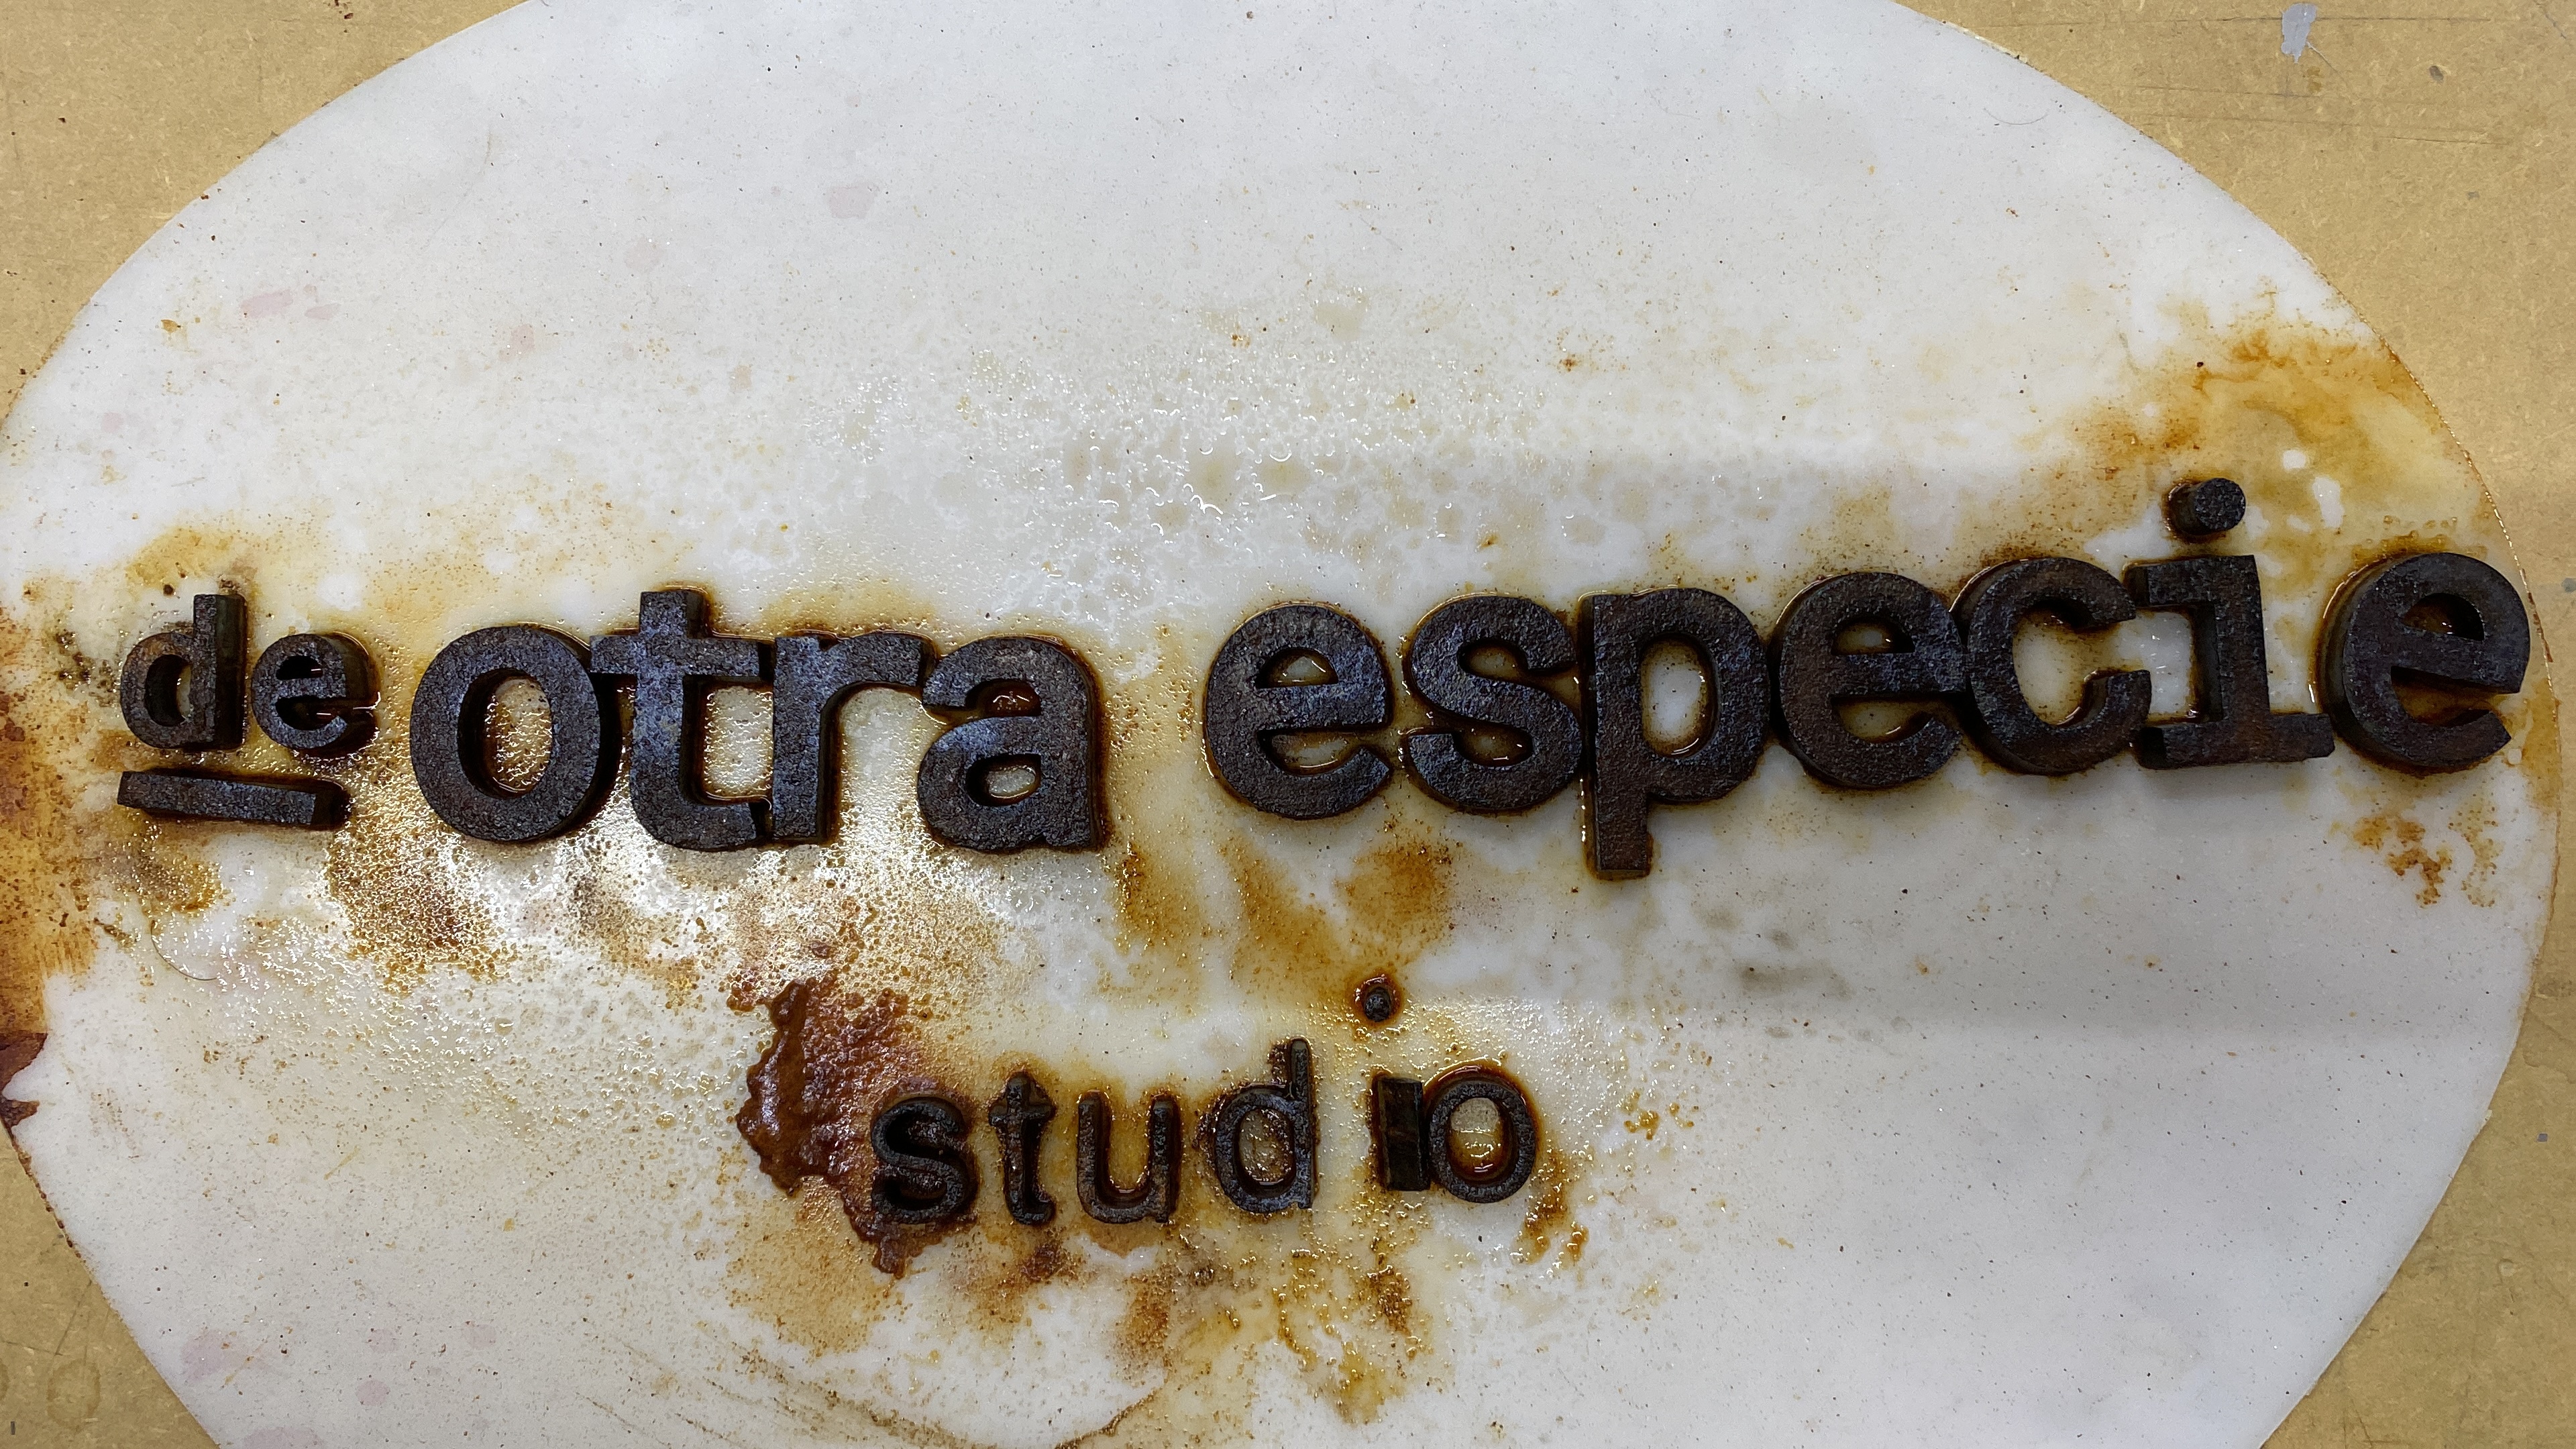 de otra especie
studio